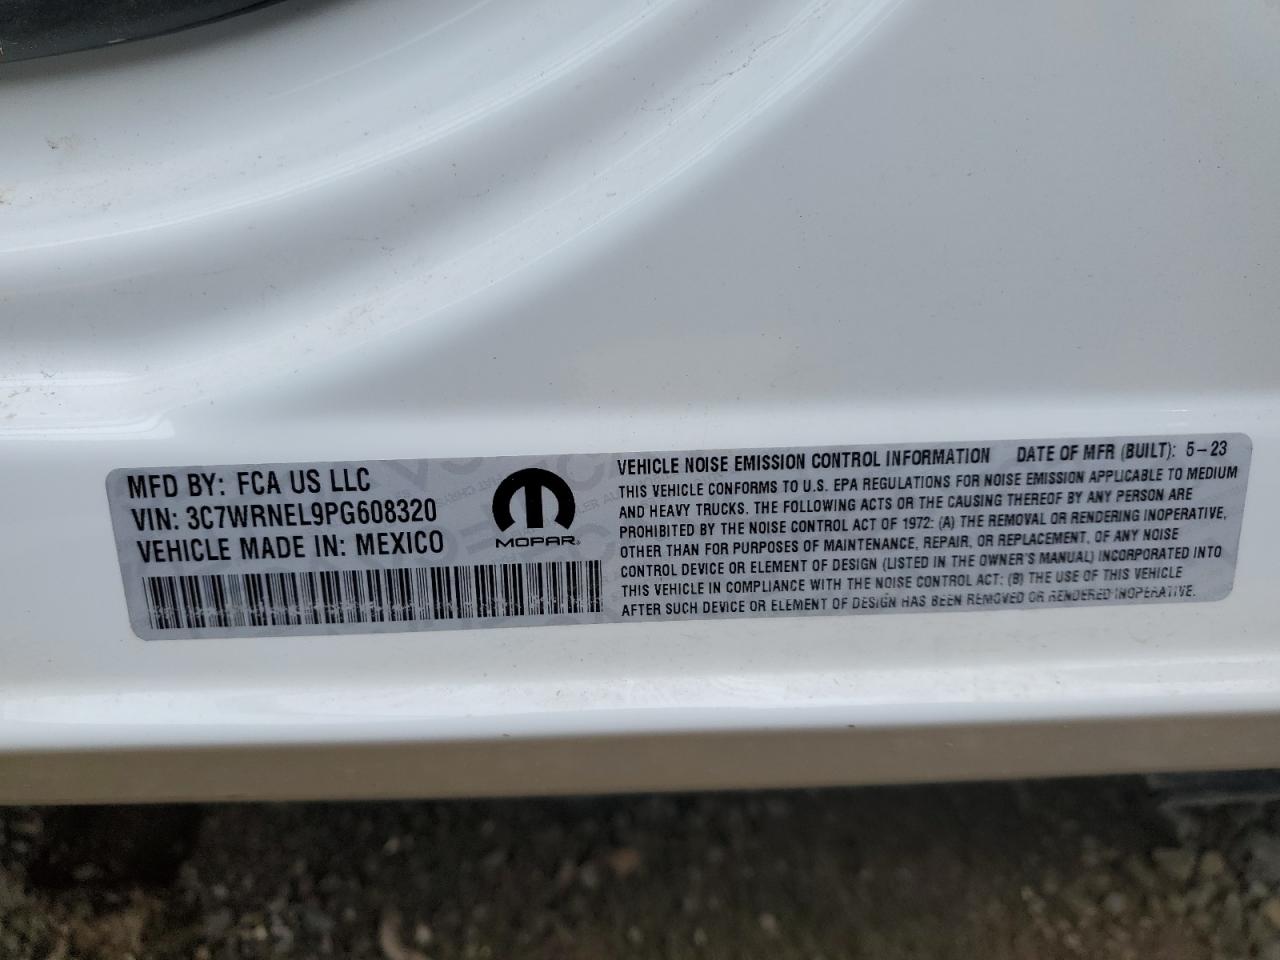 MFD BY: FCA US LLC
VIN: 3C7WRNEL9PG608320
VEHICLE MADE IN: MEXICO
MOPAR
VEHICLE NOISE EMISSION CONTROL INFORMATION DATE OF MFR (BUILT): 5-23
THIS VEHICLE CONFORMS TO U.S. EPA REGULATIONS FOR NOISE EMISSION APPLICABLE TO MEDIUM
AND HEAVY TRUCKS. THE FOLLOWING ACTS OR THE CAUSING THEREOF BY ANY PERSON ARE
PROHIBITED BY THE NOISE CONTROL ACT OF 1972: (A) THE REMOVAL OR RENDERING INOPERATIVE,
OTHER THAN FOR PURPOSES OF MAINTENANCE, REPAIR, OR REPLACEMENT, OF ANY NOISE
CONTROL DEVICE OR ELEMENT OF DESIGN (LISTED IN THE OWNER'S MANUAL) INCORPORATED INTO
THIS VEHICLE IN COMPLIANCE WITH THE NOISE CONTROL ACT: (B) THE USE OF THIS VEHICLE
AFTER SUCH DEVICE OR ELEMENT OF DESIGN HAS BEEN REMOVED OR RENDERED INOPERATIVE.